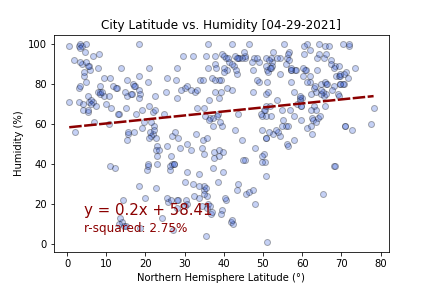 City Latitude vs. Humidity [04-29-2021]
100
80
60
40
20
0
Humidity (%)
y = 0.2x + 58.41
r-squared: 2.75%
0 10 20 30 40 50 60 70 80
Northern Hemisphere Latitude (°)